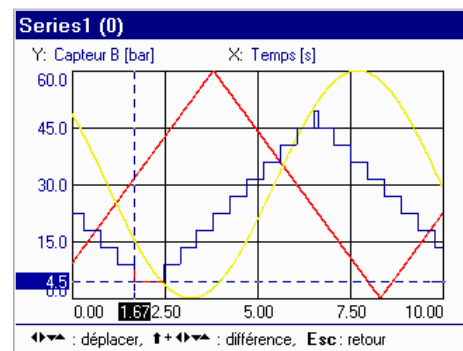 Series1 (0)
Y: Capteur B [bar] X: Temps [s]
60.0
45.0
30.0
15.0
4.5
0.0
0.00 1.67 2.50 5.00 7.50 10.00
: déplacer, + : différence, Esc : retour